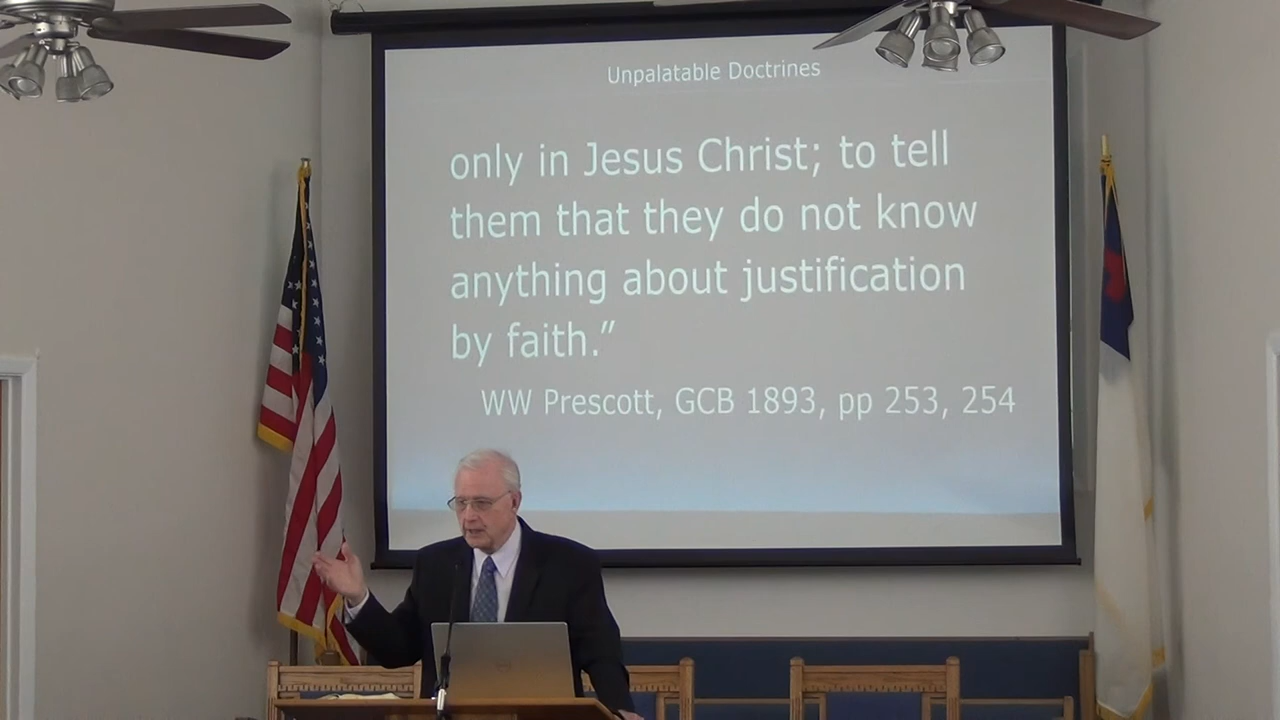 Unpalatable Doctrines
only in Jesus Christ; to tell
them that they do not know
anything about justification
by faith.”
WW Prescott, GCB 1893, pp 253, 254